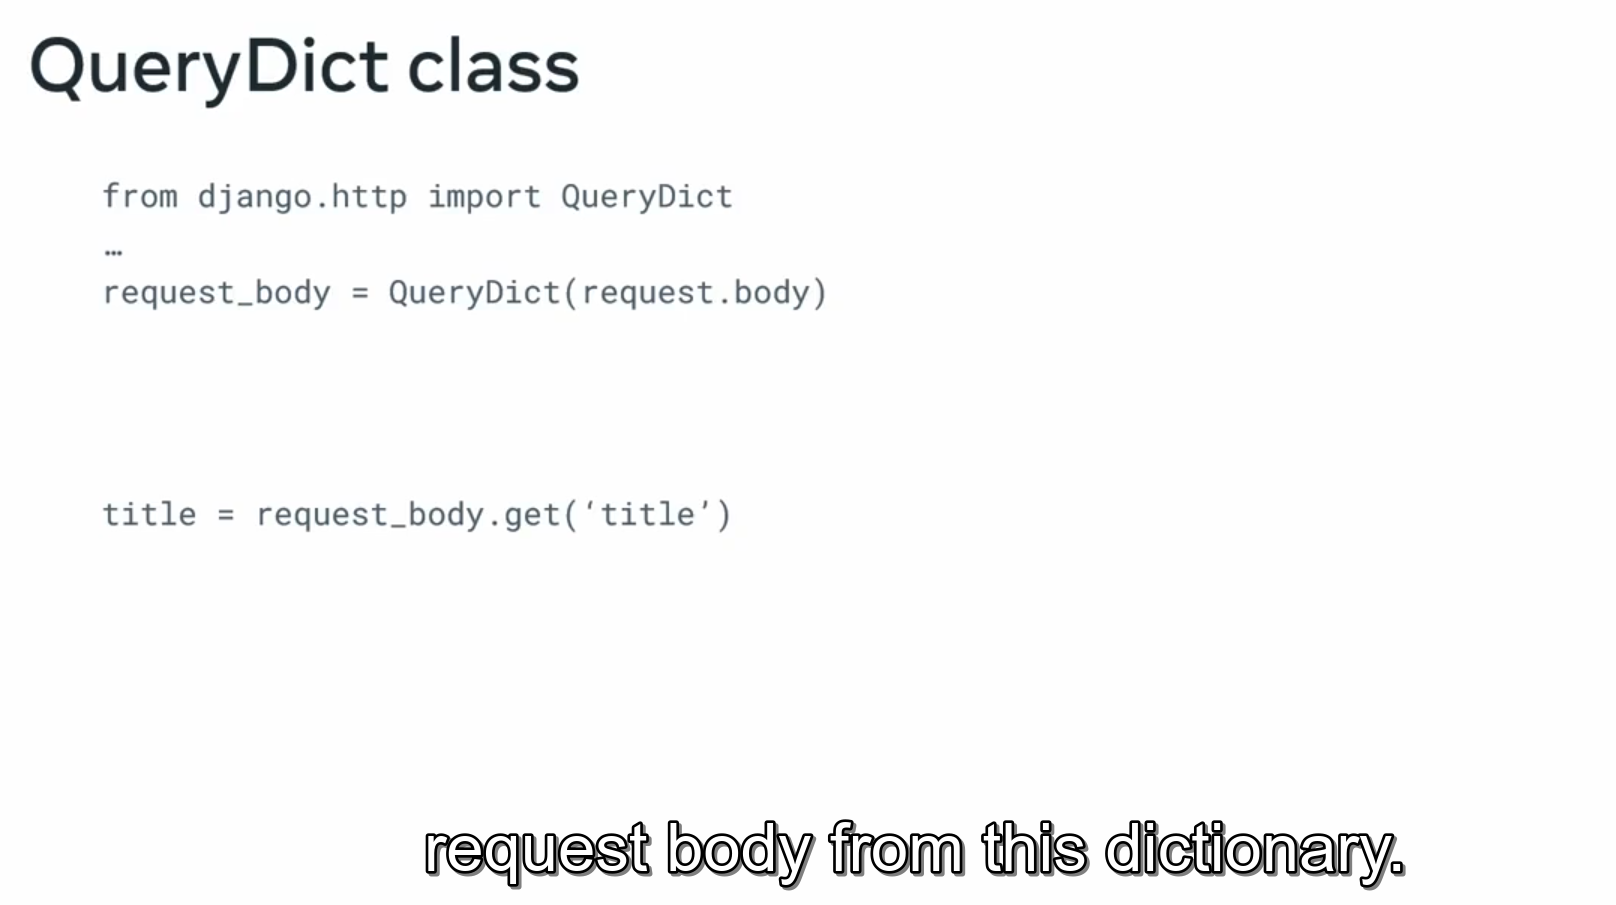 QueryDict class
from django.http import QueryDict
…
request_body = QueryDict(request.body)
title = request_body.get(‘title’)
request body from this dictionary.